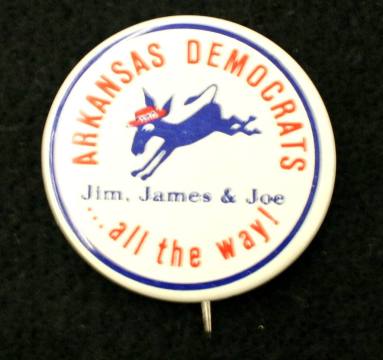 ARKANSAS DEMOCRATS
Jim, James & Joe
...all the way!